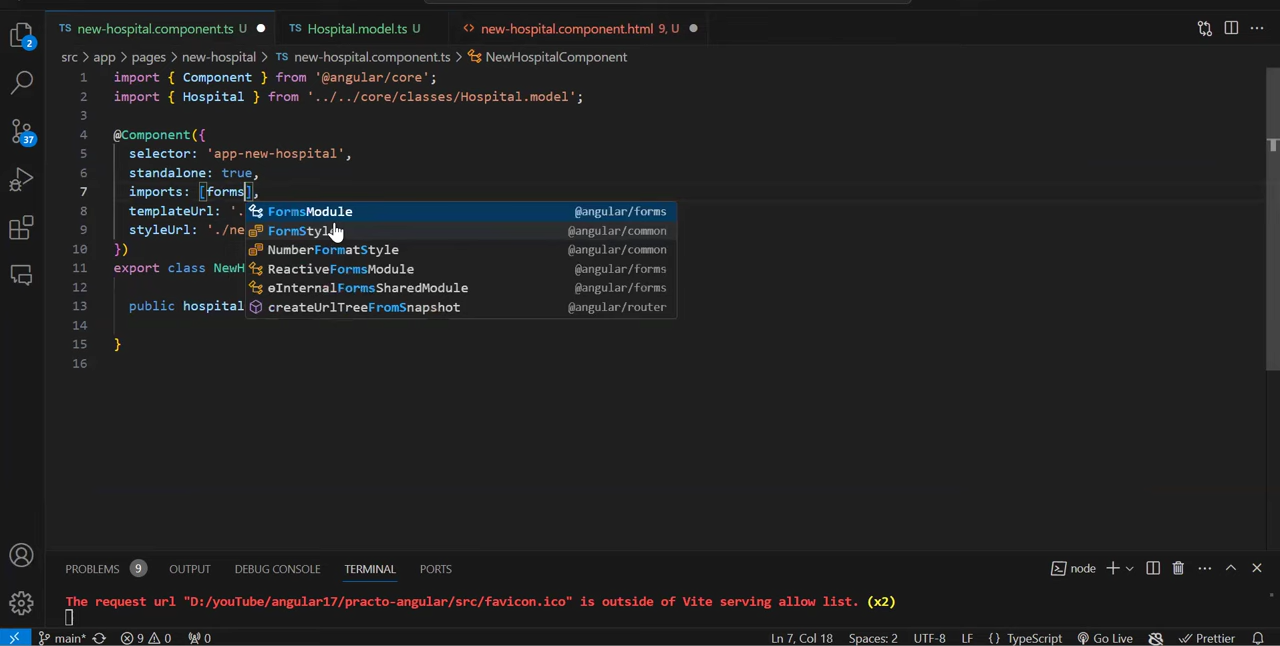 new-hospital.component.ts U
Hospital.model.ts U
new-hospital.component.html 9, U
src > app > pages > new-hospital > TS new-hospital.component.ts > NewHospitalComponent
1 import { Component } from '@angular/core';
2 import { Hospital } from '../../core/classes/Hospital.model';
3
4 @Component({
5 selector: 'app-new-hospital',
6 standalone: true,
7 imports: [forms],
8 templateUrl: '.
9 styleUrl: './ne
10 })
11 export class NewH
12
13 public hospital
14
15 }
16
FormsModule @angular/forms
FormStyl @angular/common
NumberFormatStyle @angular/common
ReactiveFormsModule @angular/forms
ɵInternalFormsSharedModule @angular/forms
createUrlTreeFromSnapshot @angular/router
2
37
PROBLEMS 9 OUTPUT DEBUG CONSOLE TERMINAL PORTS
node
The request url "D:/youTube/angular17/practo-angular/src/favicon.ico" is outside of Vite serving allow list. (x2)
main* 9 0 0 Ln 7, Col 18 Spaces: 2 UTF-8 LF {} TypeScript Go Live Prettier